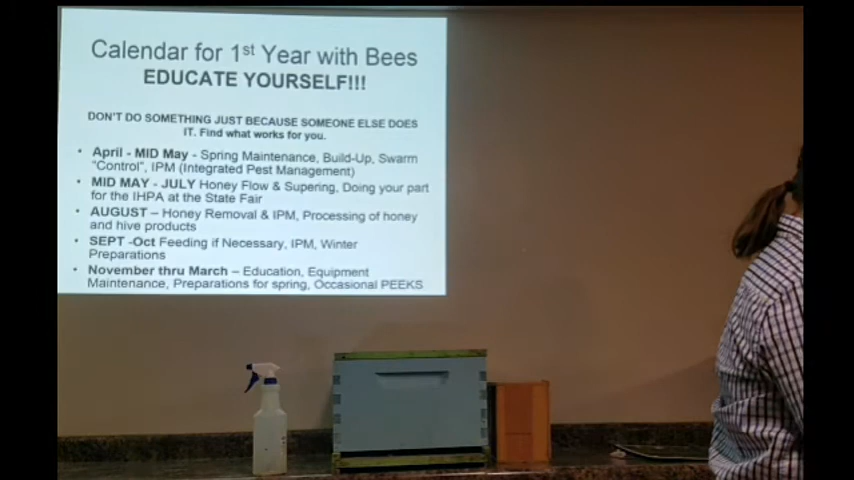 Calendar for 1st Year with Bees
EDUCATE YOURSELF!!!
DON'T DO SOMETHING JUST BECAUSE SOMEONE ELSE DOES
IT. Find what works for you.
• April - MID May - Spring Maintenance, Build-Up, Swarm
"Control", IPM (Integrated Pest Management)
• MID MAY - JULY Honey Flow & Supering, Doing your part
for the IHPA at the State Fair
• AUGUST – Honey Removal & IPM, Processing of honey
and hive products
• SEPT -Oct Feeding if Necessary, IPM, Winter
Preparations
• November thru March – Education, Equipment
Maintenance, Preparations for spring, Occasional PEEKS